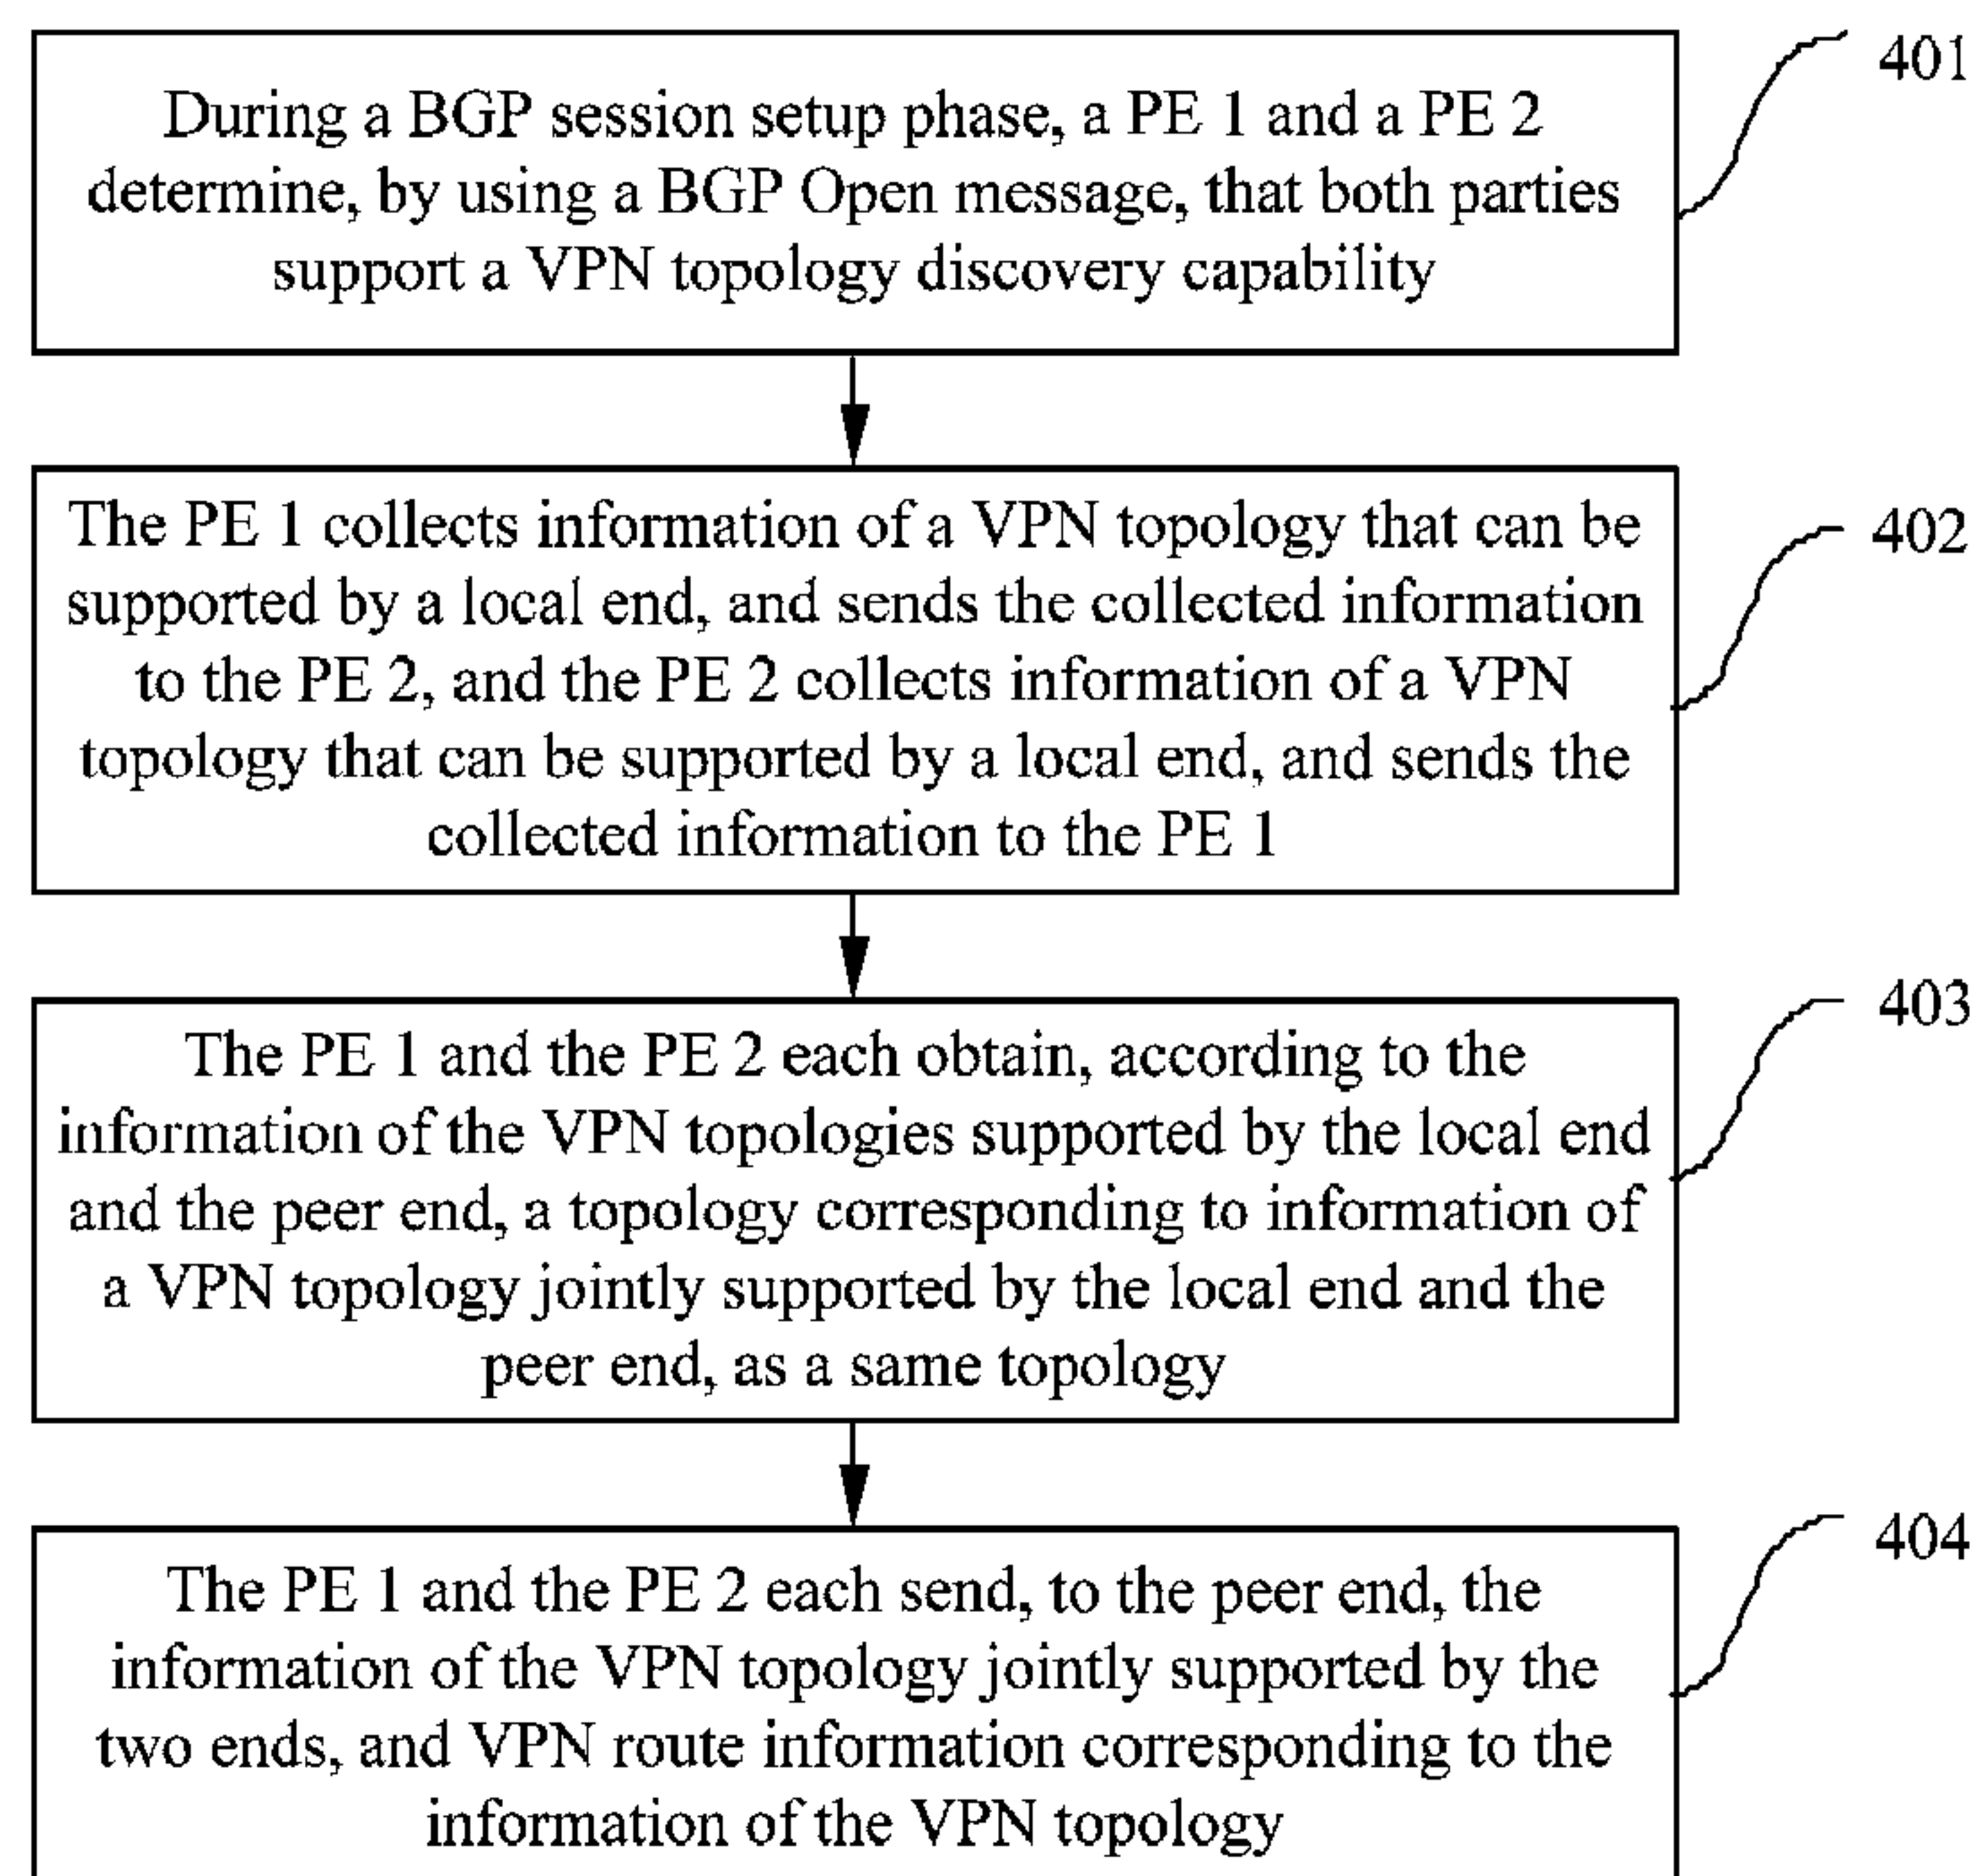 During a BGP session setup phase, a PE 1 and a PE 2
determine, by using a BGP Open message, that both parties
support a VPN topology discovery capability
401
The PE 1 collects information of a VPN topology that can be
supported by a local end, and sends the collected information
to the PE 2, and the PE 2 collects information of a VPN
topology that can be supported by a local end, and sends the
collected information to the PE 1
402
The PE 1 and the PE 2 each obtain, according to the
information of the VPN topologies supported by the local end
and the peer end, a topology corresponding to information of
a VPN topology jointly supported by the local end and the
peer end, as a same topology
403
The PE 1 and the PE 2 each send, to the peer end, the
information of the VPN topology jointly supported by the
two ends, and VPN route information corresponding to the
information of the VPN topology
404